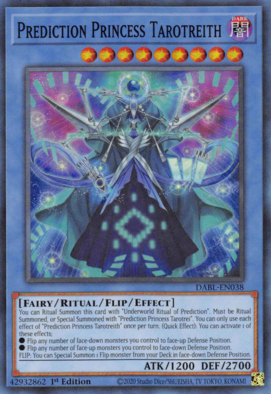 PREDICTION PRINCESS TAROTREITH
DARK
闇
DABL-EN038
[FAIRY/RITUAL/FLIP/EFFECT]
You can Ritual Summon this card with "Underworld Ritual of Prediction". Must be Ritual
Summoned, or Special Summoned with "Prediction Princess Tarotrei". You can only use each
effect of "Prediction Princess Tarotreith" once per turn. (Quick Effect): You can activate 1 of
these effects;
● Flip any number of face-down monsters you control to face-up Defense Position.
● Flip any number of face-up monsters you control to face-down Defense Position.
FLIP: You can Special Summon 1 Flip monster from your Deck in face-down Defense Position.
ATK/1200 DEF/2700
42932862 1st Edition ©2020 Studio Dice/SHUEISHA, TV TOKYO, KONAMI